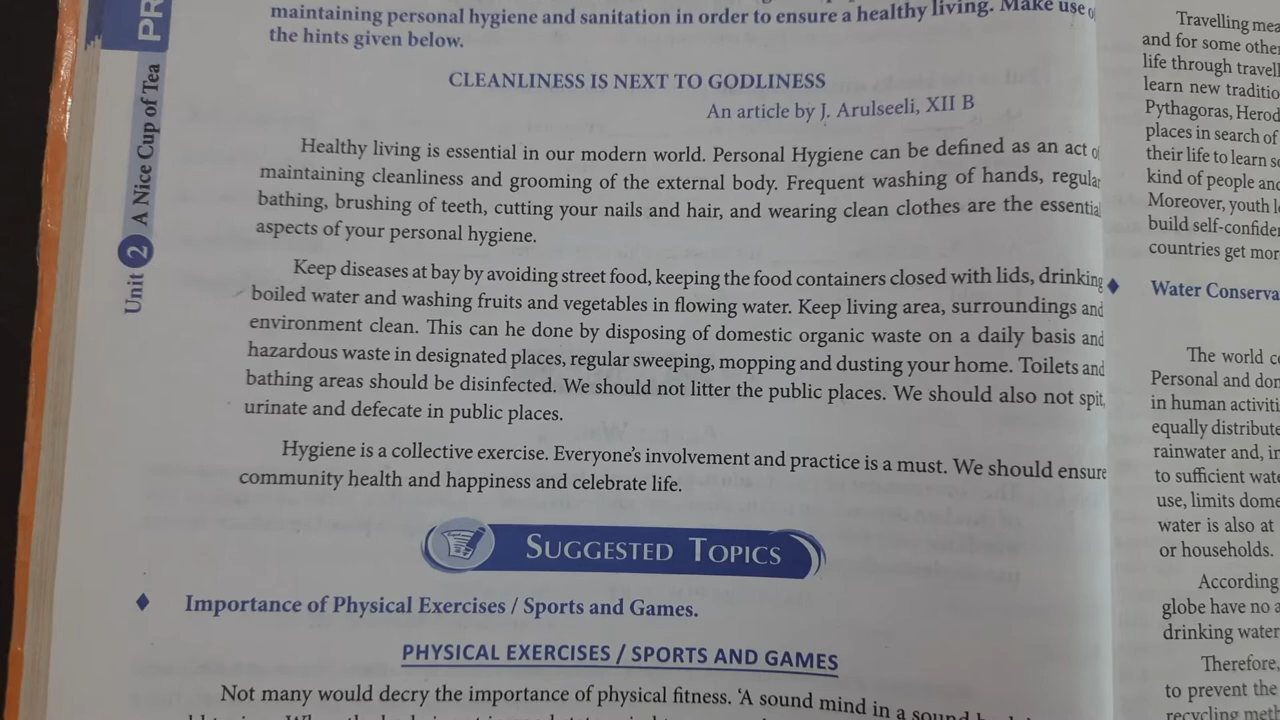 PR
Unit 2 A Nice Cup of Tea
maintaining personal hygiene and sanitation in order to ensure a healthy living. Make use
the hints given below.
CLEANLINESS IS NEXT TO GODLINESS
An article by J. Arulseeli, XII B
Healthy living is essential in our modern world. Personal Hygiene can be defined as an act
maintaining cleanliness and grooming of the external body. Frequent washing of hands, regular
bathing, brushing of teeth, cutting your nails and hair, and wearing clean clothes are the essential
aspects of your personal hygiene.
Keep diseases at bay by avoiding street food, keeping the food containers closed with lids, drinking
boiled water and washing fruits and vegetables in flowing water. Keep living area, surroundings and
environment clean. This can he done by disposing of domestic organic waste on a daily basis and
hazardous waste in designated places, regular sweeping, mopping and dusting your home. Toilets and
bathing areas should be disinfected. We should not litter the public places. We should also not spit,
urinate and defecate in public places.
Hygiene is a collective exercise. Everyone's involvement and practice is a must. We should ensure
community health and happiness and celebrate life.
SUGGESTED TOPICS
♦ Importance of Physical Exercises / Sports and Games.
PHYSICAL EXERCISES / SPORTS AND GAMES
Not many would decry the importance of physical fitness. 'A sound mind in a sound
Travelling
and for some other
life through
learn new
Pythagoras,
places in search of
their life to learn
kind of people and
Moreover, youth
build
countries get
♦ Water
The world
Personal and
in human
equally
rainwater and,
to sufficient
use, limits
water is also at
or households.
According
globe have no
drinking water
Therefore,
to prevent the
recycling